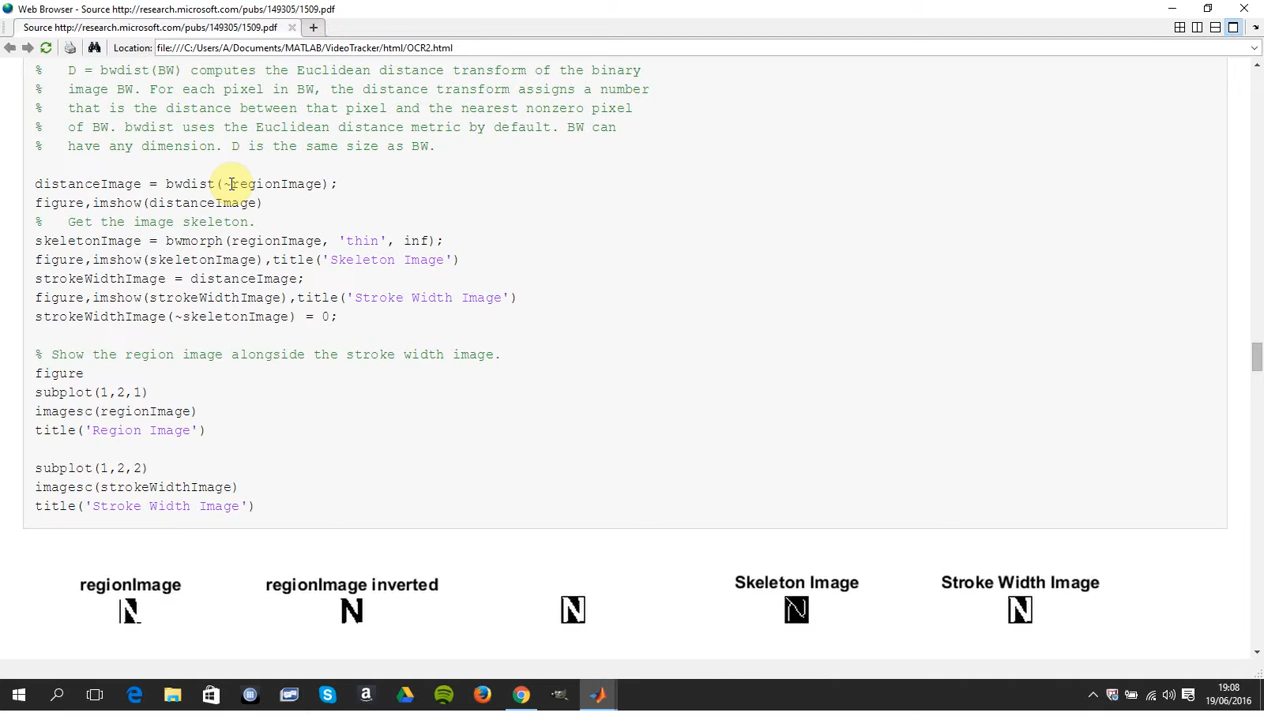 Web Browser - Source http://research.microsoft.com/pubs/149305/1509.pdf
Source http://research.microsoft.com/pubs/149305/1509.pdf
Location: file:///C:/Users/A/Documents/MATLAB/VideoTracker/html/OCR2.html
% D = bwdist(BW) computes the Euclidean distance transform of the binary
% image BW. For each pixel in BW, the distance transform assigns a number
% that is the distance between that pixel and the nearest nonzero pixel
% of BW. bwdist uses the Euclidean distance metric by default. BW can
% have any dimension. D is the same size as BW.
distanceImage = bwdist(~regionImage);
figure,imshow(distanceImage)
% Get the image skeleton.
skeletonImage = bwmorph(regionImage, 'thin', inf);
figure,imshow(skeletonImage),title('Skeleton Image')
strokeWidthImage = distanceImage;
figure,imshow(strokeWidthImage),title('Stroke Width Image')
strokeWidthImage(~skeletonImage) = 0;
% Show the region image alongside the stroke width image.
figure
subplot(1,2,1)
imagesc(regionImage)
title('Region Image')
subplot(1,2,2)
imagesc(strokeWidthImage)
title('Stroke Width Image')
regionImage regionImage inverted Skeleton Image Stroke Width Image
N N N N N
19:08
19/06/2016